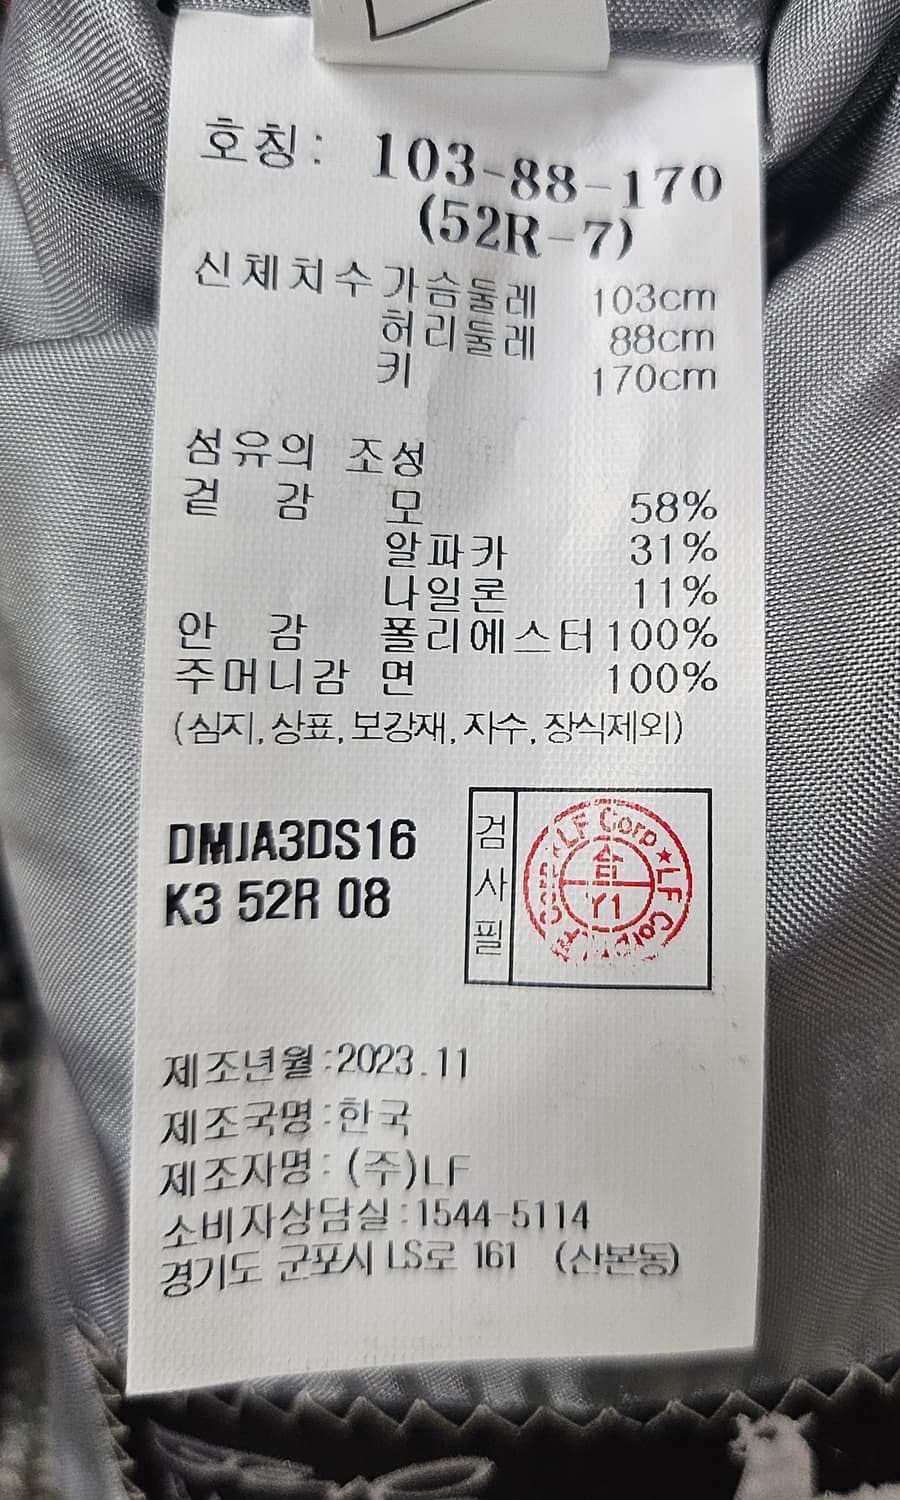 호칭: 103-88-170
(52R-7)
신체치수 가슴둘레 103cm
허리둘레 88cm
키 170cm
섬유의 조성
겉 감 모 58%
알파카 31%
나일론 11%
안 감 폴리에스터 100%
주머니감 면 100%
(심지, 상표, 보강재, 자수, 장식제외)
DMJA3DS16
K3 52R 08
검사필
LF Corp ★ LF Corp
合
Y1
제조년월:2023.11
제조국명:한국
제조자명: (주)LF
소비자상담실:1544-5114
경기도 군포시 LS로 161 (산본동)